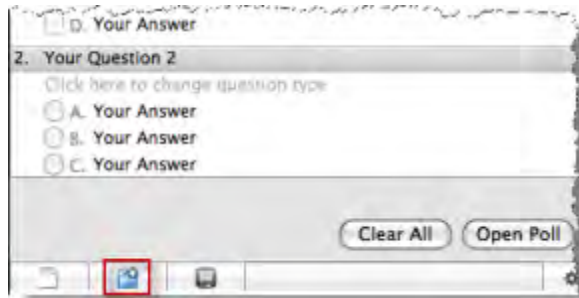 D. Your Answer
2. Your Question 2
Click here to change question type
A. Your Answer
B. Your Answer
C. Your Answer
Clear All Open Poll